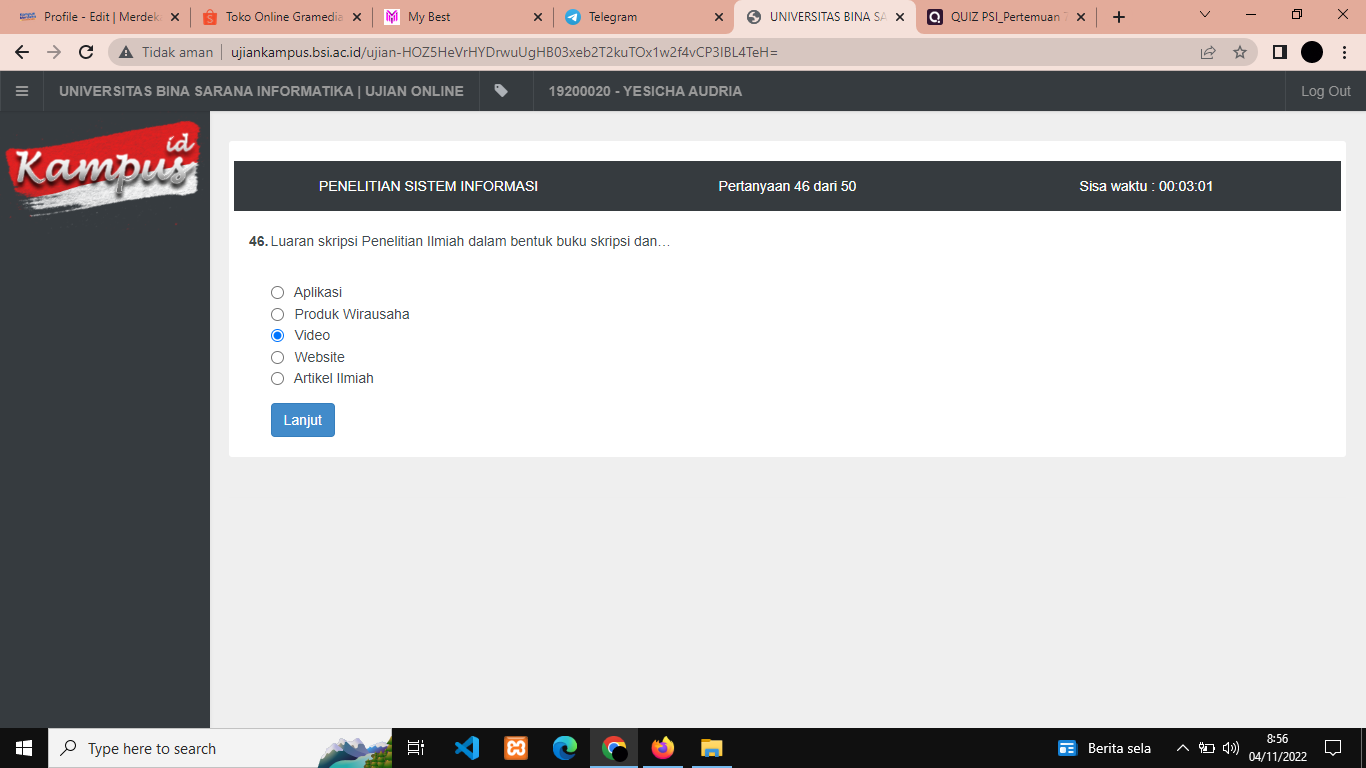 Profile - Edit | Merdek
Toko Online Gramedia
My Best
Telegram
UNIVERSITAS BINA SA
QUIZ PSI_Pertemuan 7
Tidak aman
ujiankampus.bsi.ac.id/ujian-HOZ5HeVrHYDrwuUgHB03xeb2T2kuTOx1w2f4vCP3IBL4TeH=
UNIVERSITAS BINA SARANA INFORMATIKA | UJIAN ONLINE
19200020 - YESICHA AUDRIA
Log Out
Kampus id
PENELITIAN SISTEM INFORMASI
Pertanyaan 46 dari 50
Sisa waktu : 00:03:01
46. Luaran skripsi Penelitian Ilmiah dalam bentuk buku skripsi dan…
Aplikasi
Produk Wirausaha
Video
Website
Artikel Ilmiah
Lanjut
Type here to search
Berita sela
8:56
04/11/2022